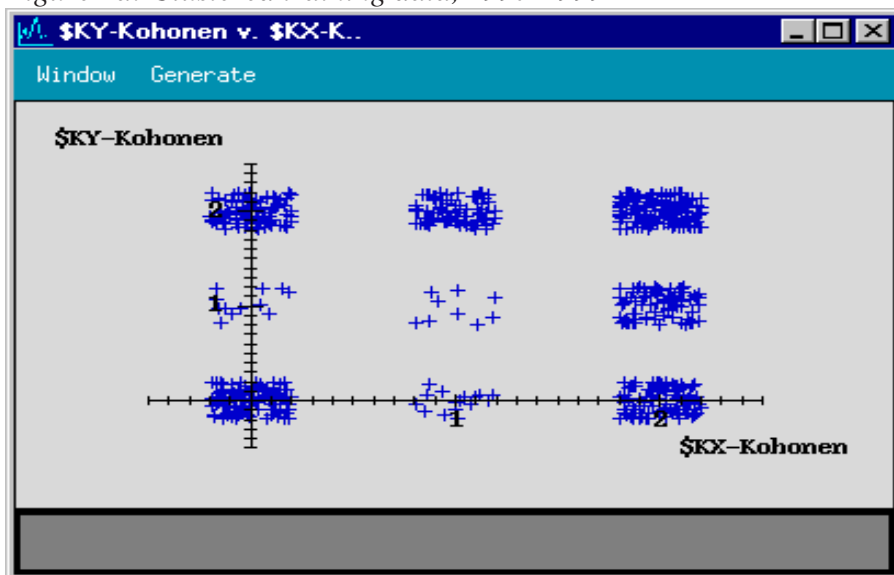 $KY-Kohonen v. $KX-K..
Window Generate
$KY-Kohonen
2
1
1
2
$KX-Kohonen